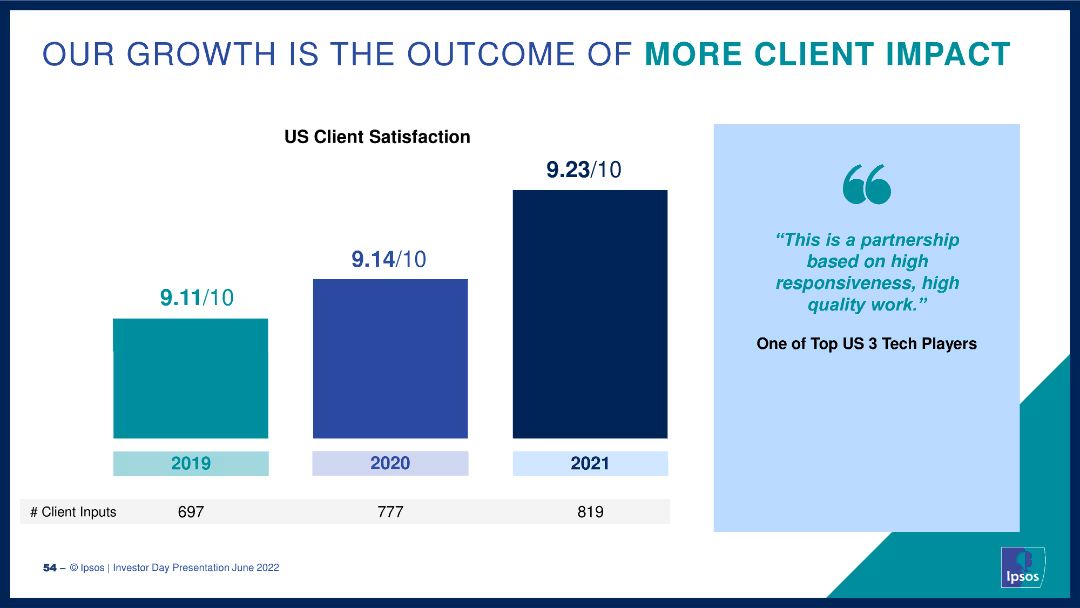 OUR GROWTH IS THE OUTCOME OF MORE CLIENT IMPACT
US Client Satisfaction
9.11/10
9.14/10
9.23/10
2019
2020
2021
# Client Inputs 697 777 819
“This is a partnership
based on high
responsiveness, high
quality work.”
One of Top US 3 Tech Players
54 – © Ipsos | Investor Day Presentation June 2022
Ipsos